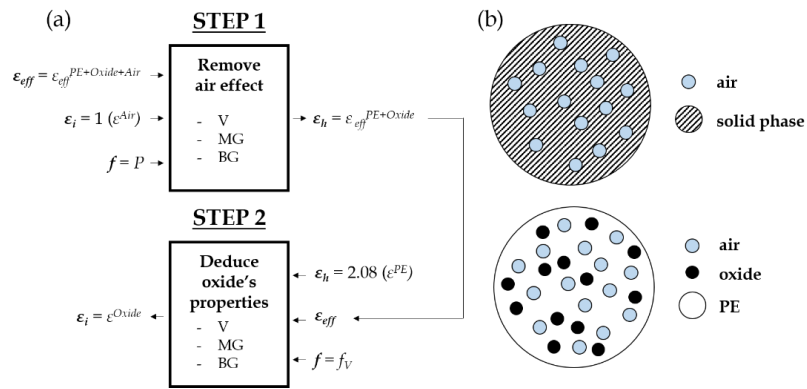 (a)
STEP 1
ε_eff = ε_eff^PE+Oxide+Air
ε_i = 1 (ε^Air)
f = P
Remove
air effect
- V
- MG
- BG
ε_h = ε_eff^PE+Oxide
STEP 2
ε_i = ε^Oxide
Deduce
oxide's
properties
- V
- MG
- BG
ε_h = 2.08 (ε^PE)
ε_eff
f = f_V
(b)
air
solid phase
air
oxide
PE